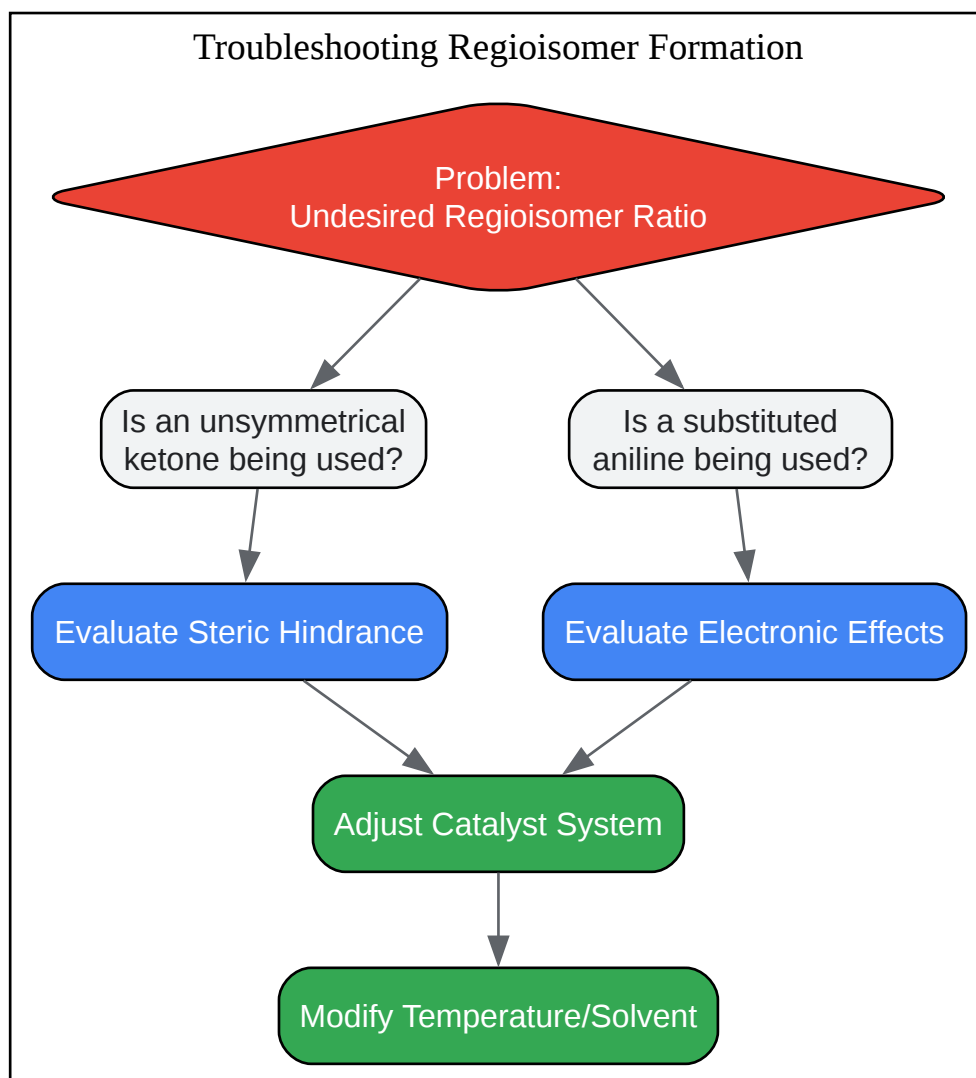 Troubleshooting Regioisomer Formation
Problem:
Undesired Regioisomer Ratio
Is an unsymmetrical
ketone being used?
Is a substituted
aniline being used?
Evaluate Steric Hindrance
Evaluate Electronic Effects
Adjust Catalyst System
Modify Temperature/Solvent